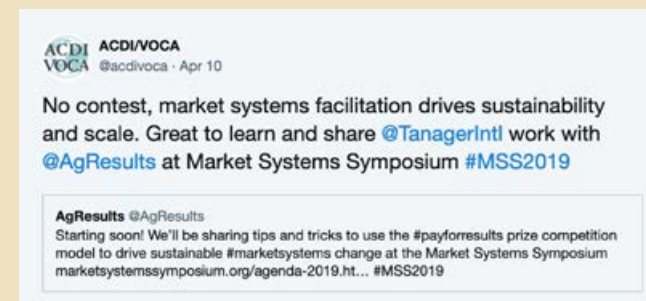 ACDI
VOCA
ACDI/VOCA
@acdivoca · Apr 10
No contest, market systems facilitation drives sustainability
and scale. Great to learn and share @TanagerIntl work with
@AgResults at Market Systems Symposium #MSS2019
AgResults @AgResults
Starting soon! We'll be sharing tips and tricks to use the #payforresults prize competition
model to drive sustainable #marketsystems change at the Market Systems Symposium
marketsystemssymposium.org/agenda-2019.ht... #MSS2019